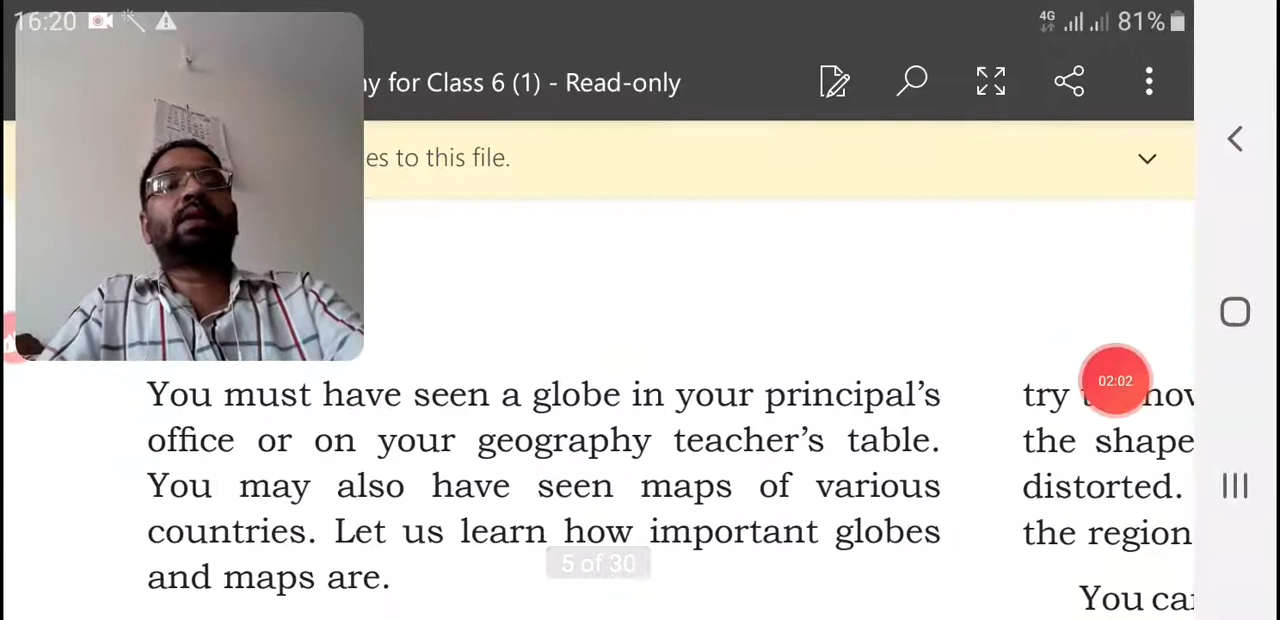 16:20
4G
81%
y for Class 6 (1) - Read-only
es to this file.
02:02
You must have seen a globe in your principal's
office or on your geography teacher's table.
You may also have seen maps of various
countries. Let us learn how important globes
and maps are.
5 of 30
try
the shape
distorted.
the region
You